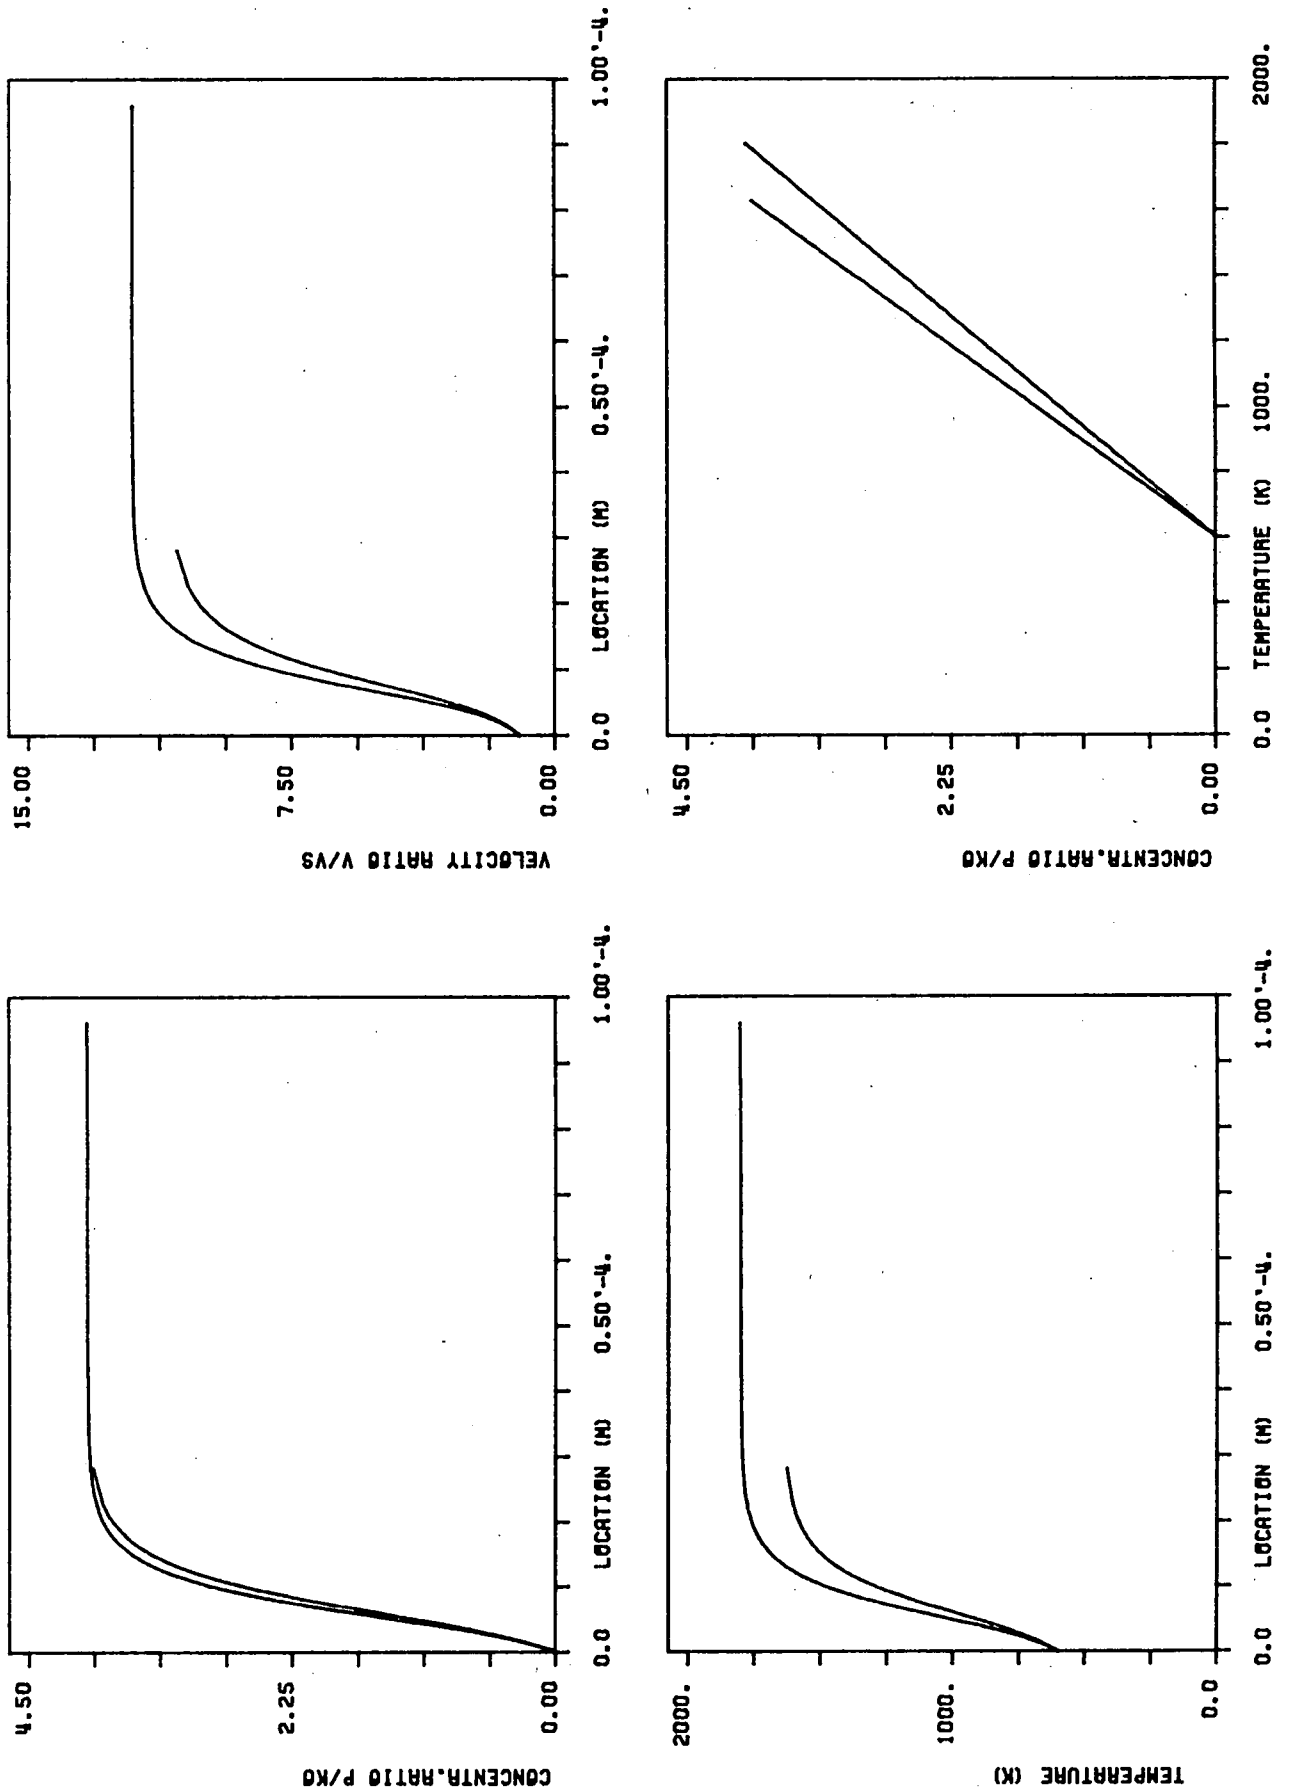 4.50
2.25
0.00
CONCENTR.RATIO P/KO
0.0 LOCATION (M) 0.50'-4. 1.00'-4.
15.00
7.50
0.00
VELOCITY RATIO V/VS
0.0 LOCATION (M) 0.50'-4. 1.00'-4.
2000.
1000.
0.0
TEMPERATURE (K)
0.0 LOCATION (M) 0.50'-4. 1.00'-4.
4.50
2.25
0.00
CONCENTR.RATIO P/KO
0.0 TEMPERATURE (K) 1000. 2000.